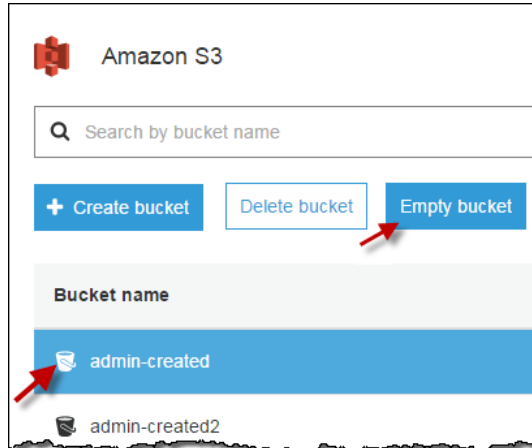 Amazon S3
Search by bucket name
+ Create bucket Delete bucket Empty bucket
Bucket name
admin-created
admin-created2